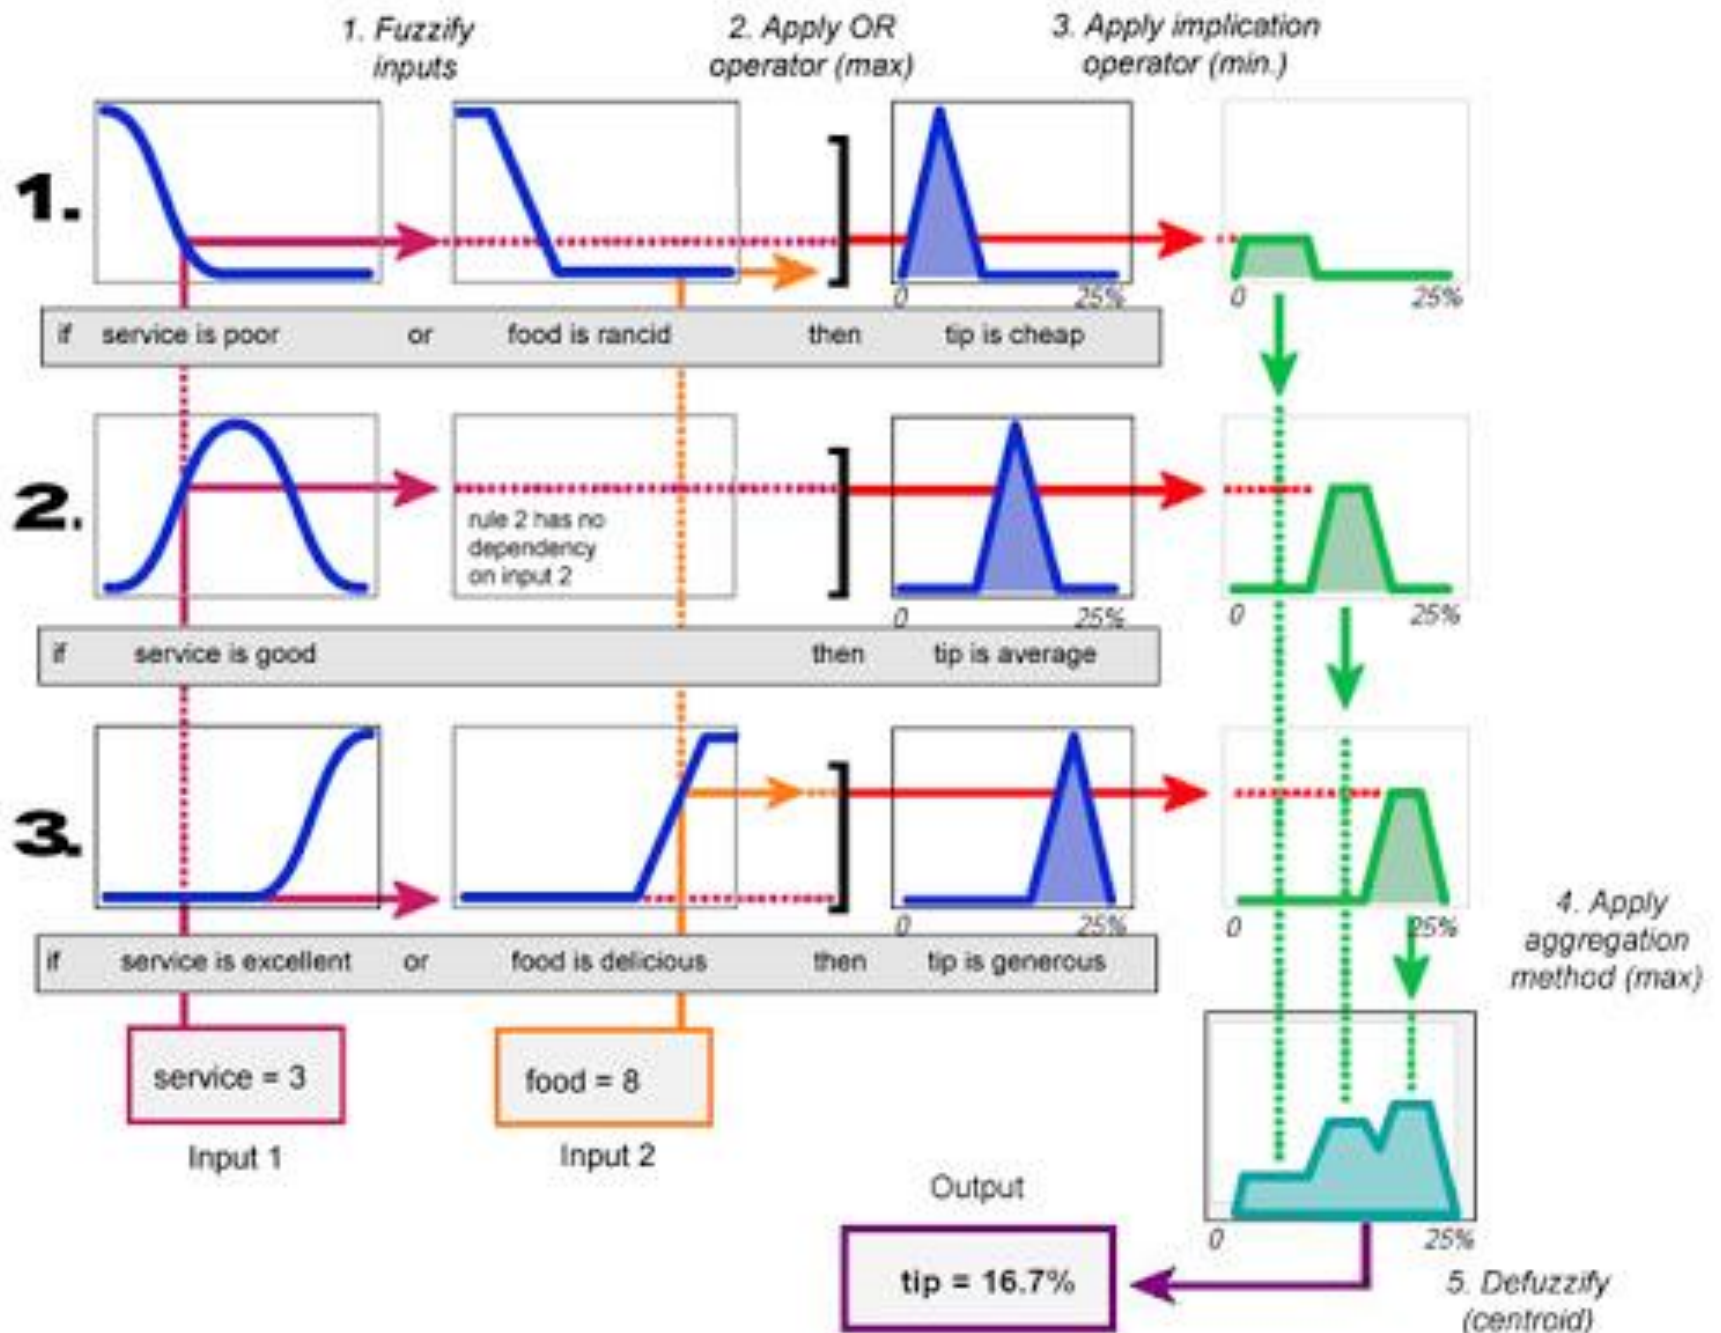 1. Fuzzify
inputs
2. Apply OR
operator (max)
3. Apply implication
operator (min.)
1.
0 25%
0 25%
if service is poor or food is rancid then tip is cheap
2.
rule 2 has no
dependency
on input 2
0 25%
0 25%
if service is good then tip is average
3.
0 25%
0 25%
4. Apply
aggregation
method (max)
if service is excellent or food is delicious then tip is generous
service = 3
food = 8
Input 1
Input 2
Output
0 25%
tip = 16.7%
5. Defuzzify
(centroid)